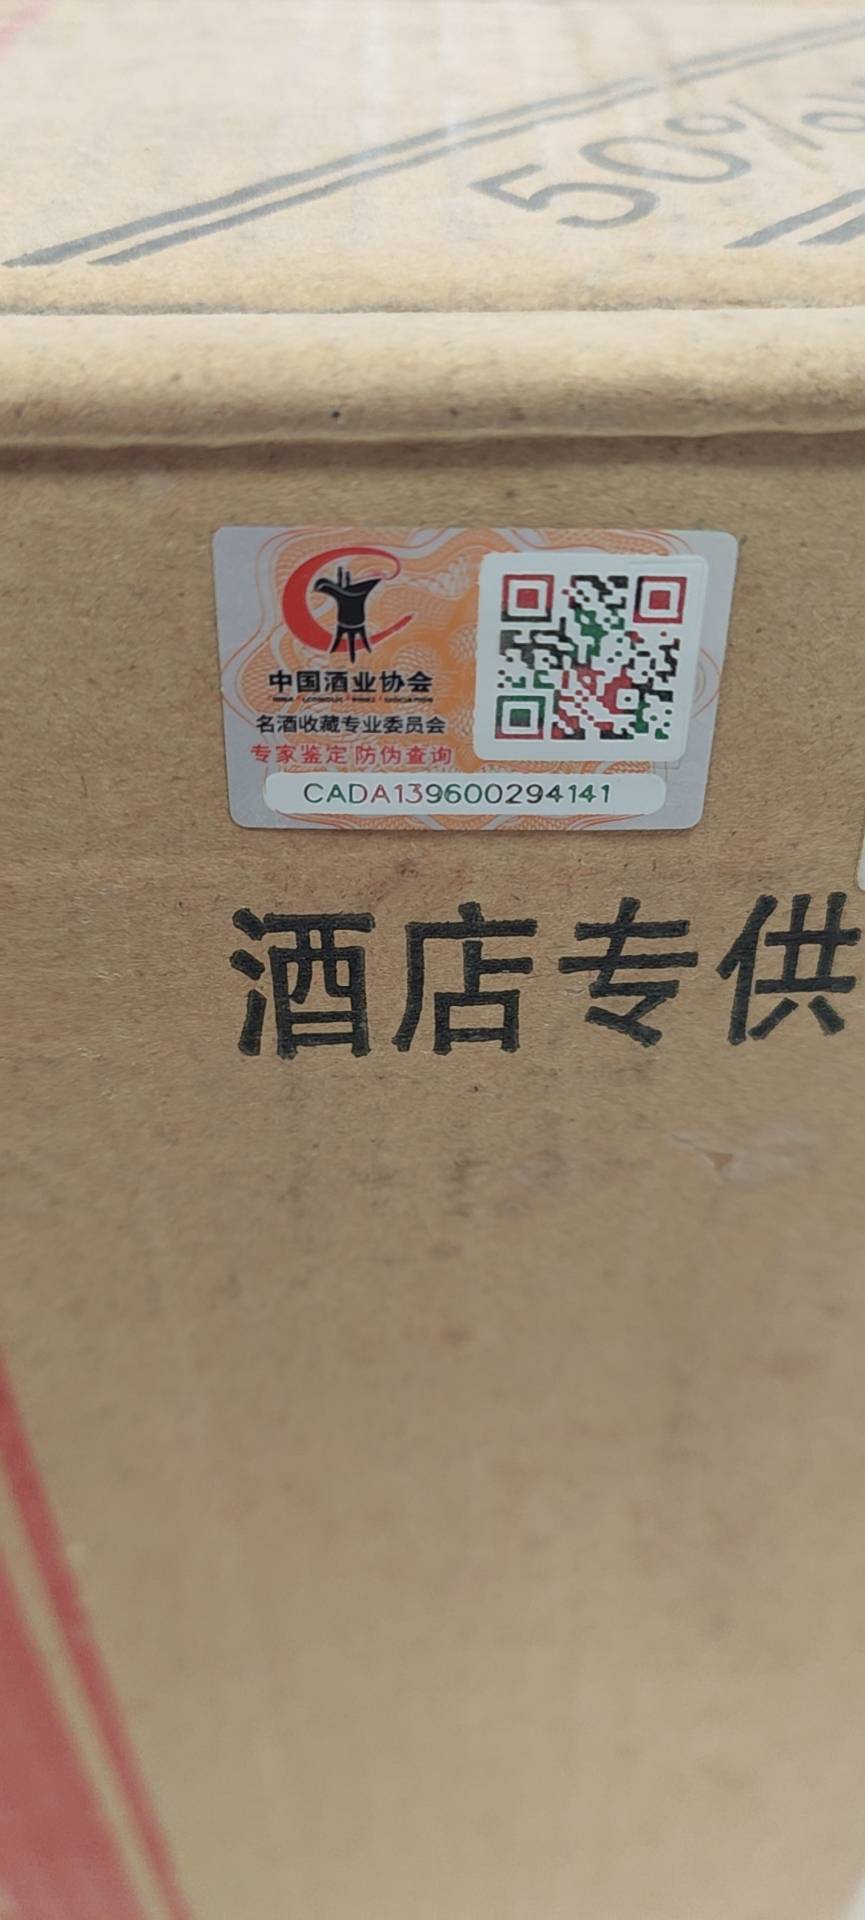 50%
中国酒业协会
名酒收藏专业委员会
专家鉴定 防伪查询
CADA139600294141
酒店专供